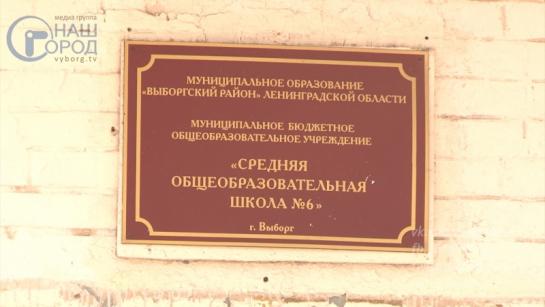 медиа группа
НАШ
ГОРОД
vyborg.tv
МУНИЦИПАЛЬНОЕ ОБРАЗОВАНИЕ
«ВЫБОРГСКИЙ РАЙОН» ЛЕНИНГРАДСКОЙ ОБЛАСТИ
МУНИЦИПАЛЬНОЕ БЮДЖЕТНОЕ
ОБЩЕОБРАЗОВАТЕЛЬНОЕ УЧРЕЖДЕНИЕ
«СРЕДНЯЯ
ОБЩЕОБРАЗОВАТЕЛЬНАЯ
ШКОЛА №6»
г. Выборг